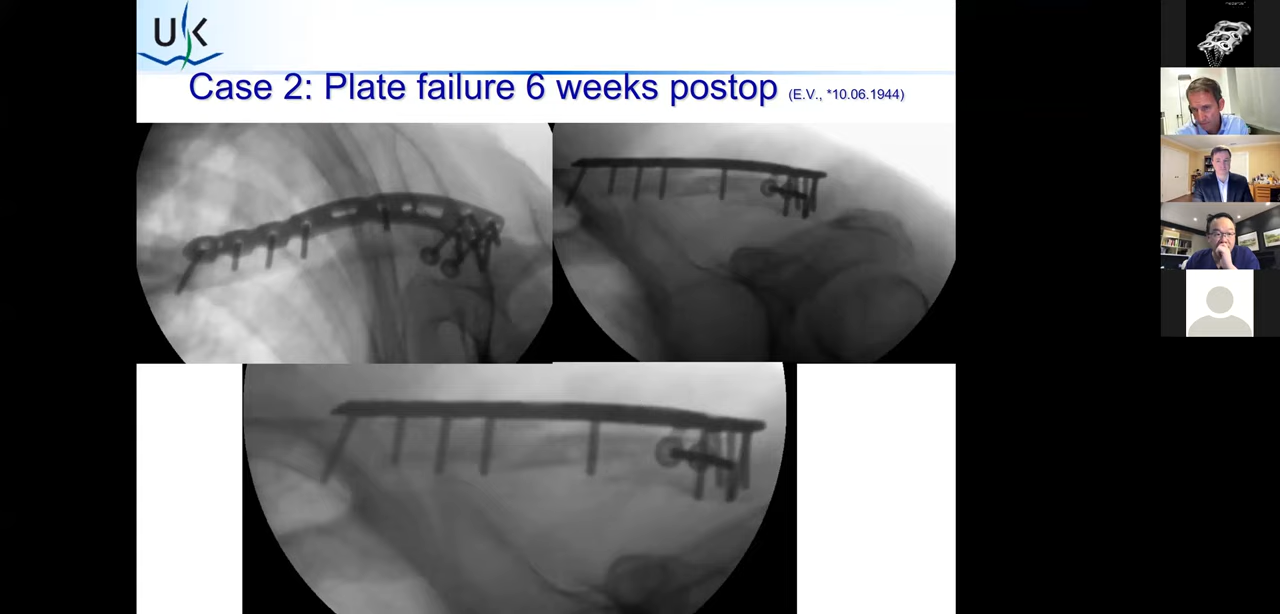 UK
Case 2: Plate failure 6 weeks postop (E.V., *10.06.1944)